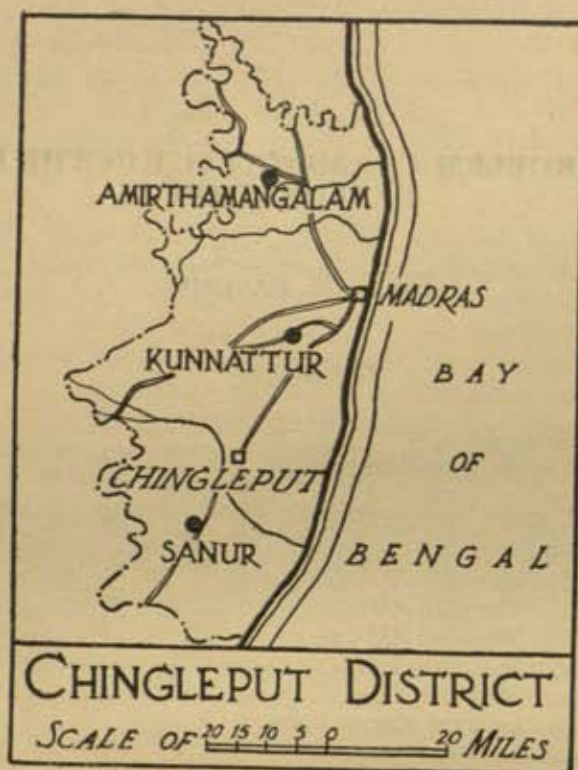 AMIRTHAMANGALAM
MADRAS
KUNNATTUR
BAY
CHINGLEPUT
OF
SANUR
BENGAL
CHINGLEPUT DISTRICT
SCALE OF 20 15 10 5 0 20 MILES